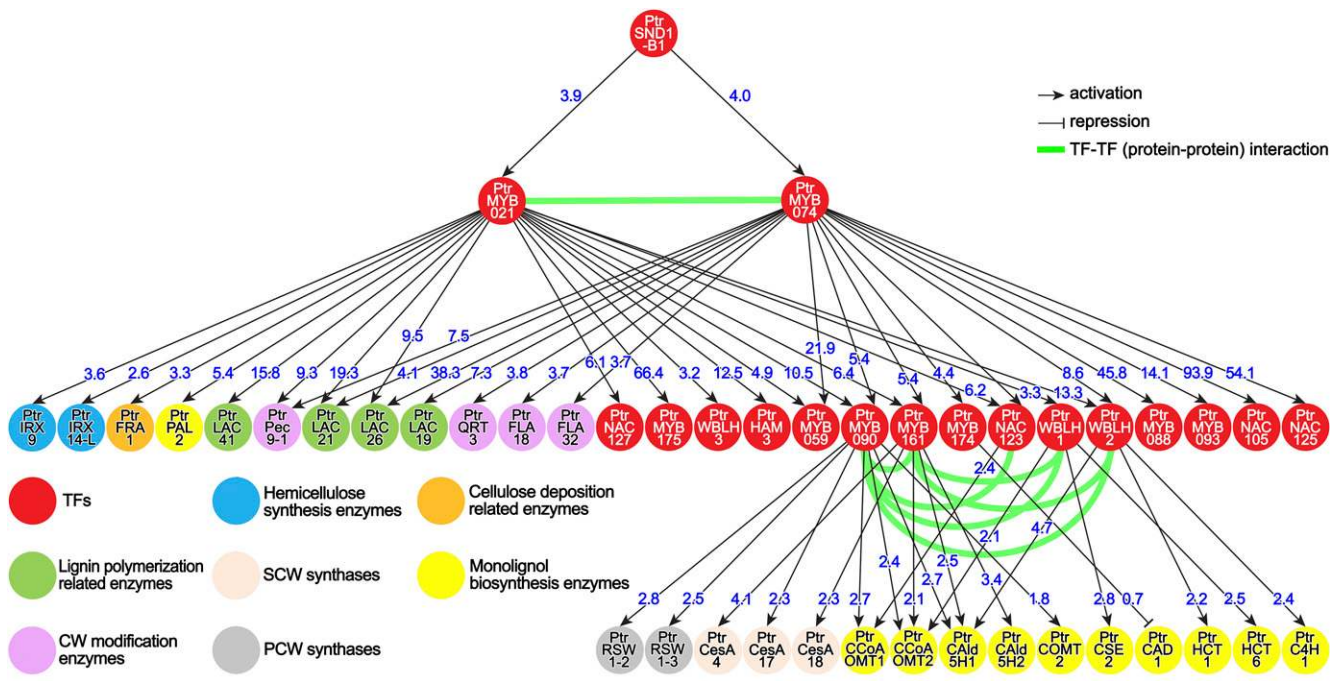 Ptr
SND1
-B1
3.9
4.0
activation
repression
TF-TF (protein-protein) interaction
Ptr
MYB
021
Ptr
MYB
074
9.5
7.5
21.9
5.4
3.6
2.6
3.3
5.4
15.8
9.3
19.3
4.1
38.3
7.3
3.8
3.7
6.1
3.7
66.4
3.2
12.5
4.9
10.5
6.4
5.4
4.4
6.2
3.3
13.3
8.6
45.8
14.1
93.9
54.1
Ptr
IRX
9
Ptr
IRX
14-L
Ptr
FRA
1
Ptr
PAL
2
Ptr
LAC
41
Ptr
Pec
9-1
Ptr
LAC
21
Ptr
LAC
26
Ptr
LAC
19
Ptr
QRT
3
Ptr
FLA
18
Ptr
FLA
32
Ptr
NAC
127
Ptr
MYB
175
Ptr
WBLH
3
Ptr
HAM
3
Ptr
MYB
059
Ptr
MYB
090
Ptr
MYB
161
Ptr
MYB
174
Ptr
NAC
123
Ptr
WBLH
1
Ptr
WBLH
2
Ptr
MYB
088
Ptr
MYB
093
Ptr
NAC
105
Ptr
NAC
125
TFs
Hemicellulose
synthesis enzymes
Cellulose deposition
related enzymes
Lignin polymerization
related enzymes
SCW synthases
Monolignol
biosynthesis enzymes
CW modification
enzymes
PCW synthases
2.4
2.1
4.7
2.4
2.5
2.7
3.4
2.8
2.5
4.1
2.3
2.3
2.7
2.1
1.8
2.8
0.7
2.2
2.5
2.4
Ptr
RSW
1-2
Ptr
RSW
1-3
Ptr
CesA
4
Ptr
CesA
17
Ptr
CesA
18
Ptr
CCoA
OMT1
Ptr
CCoA
OMT2
Ptr
CAld
5H1
Ptr
CAld
5H2
Ptr
COMT
2
Ptr
CSE
2
Ptr
CAD
1
Ptr
HCT
1
Ptr
HCT
6
Ptr
C4H
1